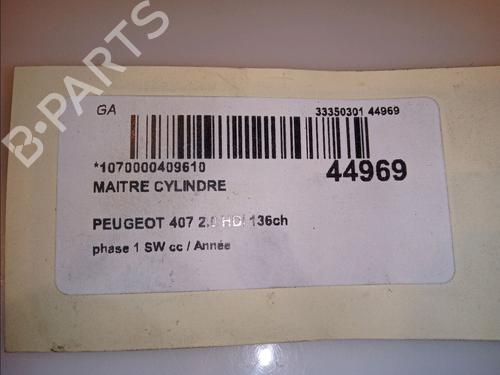 B-PARTS
GA 33350301 44969
*1070000409610 44969
MAITRE CYLINDRE
PEUGEOT 407 2.0 HDI 136ch
phase 1 SW cc / Année